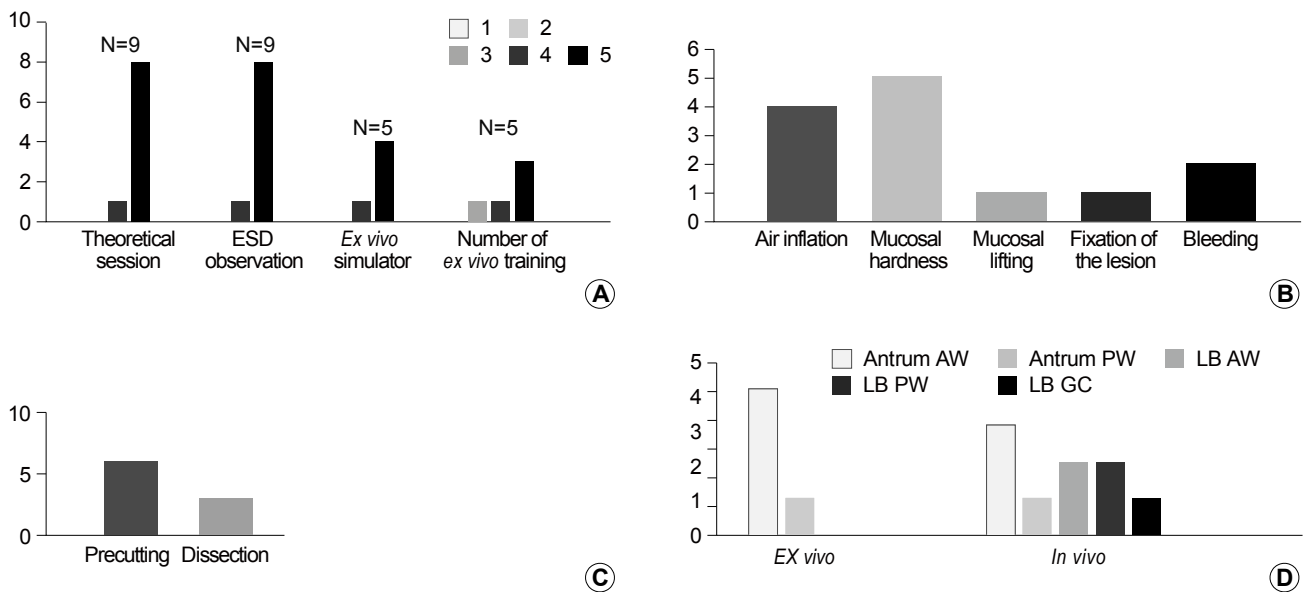 10
8
6
4
2
0
N=9
N=9
N=5
N=5
1 2
3 4 5
Theoretical
session
ESD
observation
Ex vivo
simulator
Number of
ex vivo training
A
6
5
4
3
2
1
0
Air inflation
Mucosal
hardness
Mucosal
lifting
Fixation of
the lesion
Bleeding
B
10
5
0
Precutting
Dissection
C
5
4
3
2
1
0
Antrum AW Antrum PW LB AW
LB PW LB GC
EX vivo
In vivo
D